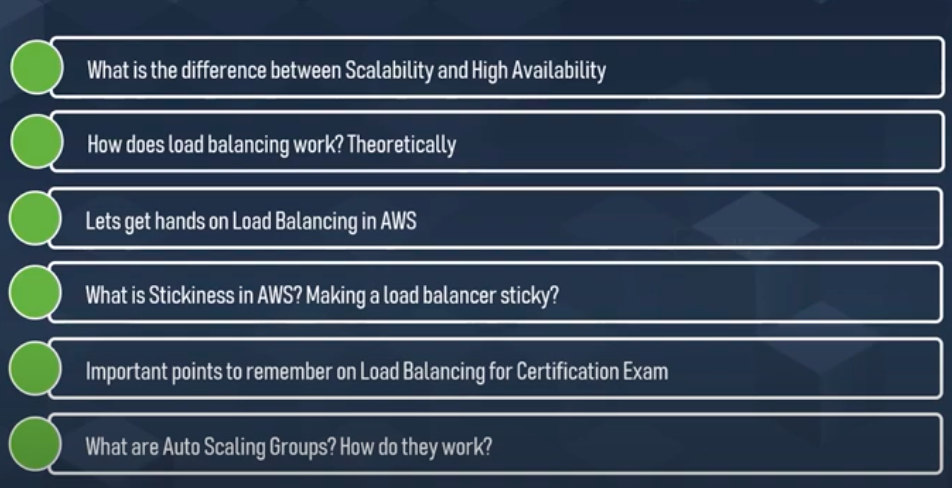 What is the difference between Scalability and High Availability
How does load balancing work? Theoretically
Lets get hands on Load Balancing in AWS
What is Stickiness in AWS? Making a load balancer sticky?
Important points to remember on Load Balancing for Certification Exam
What are Auto Scaling Groups? How do they work?